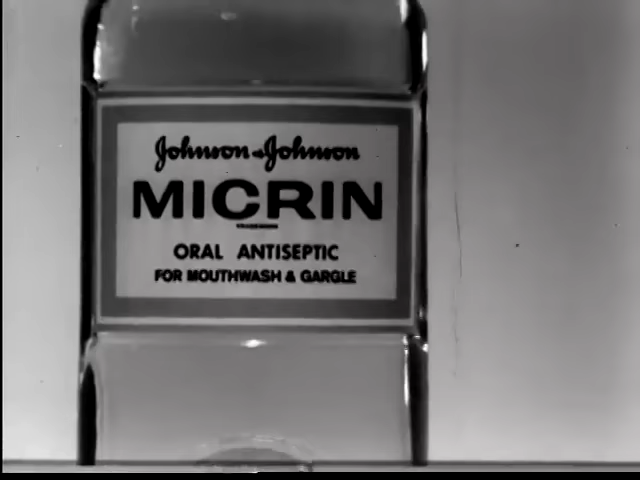 Johnson & Johnson
MICRIN
ORAL ANTISEPTIC
FOR MOUTHWASH & GARGLE